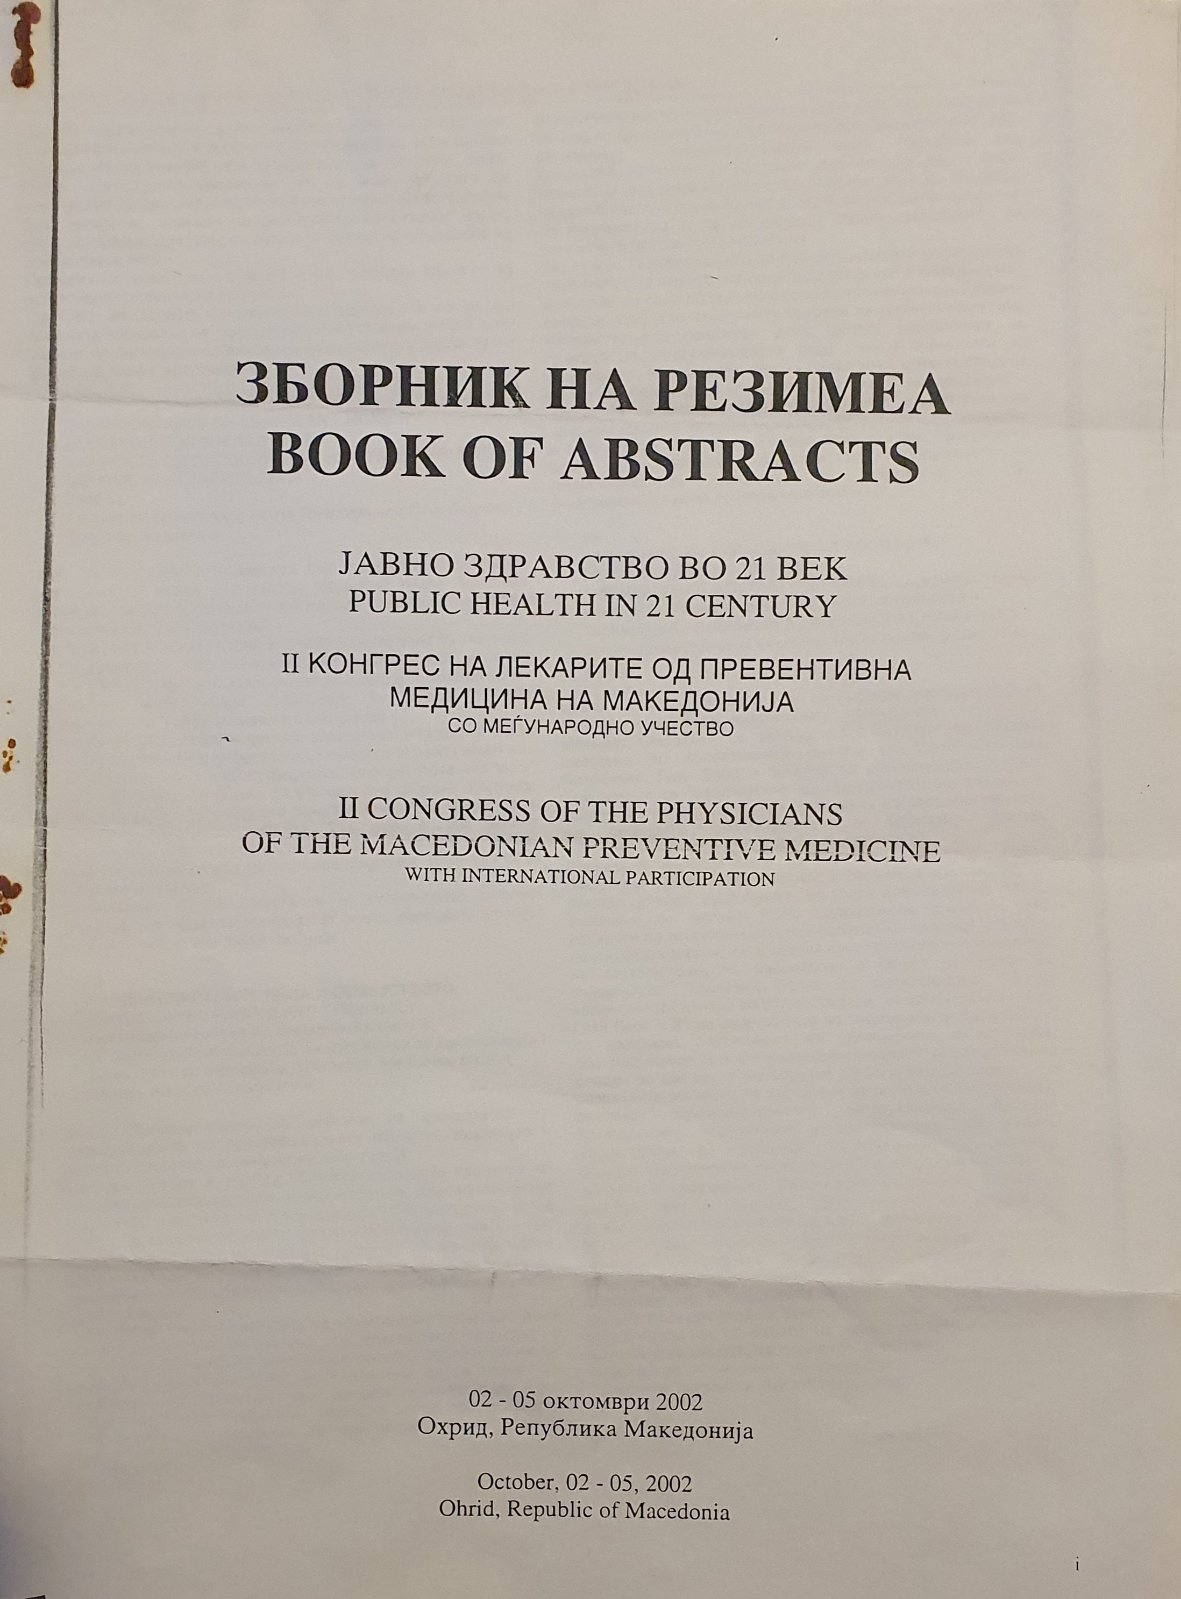 ЗБОРНИК НА РЕЗИМЕА
BOOK OF ABSTRACTS
ЈАВНО ЗДРАВСТВО ВО 21 ВЕК
PUBLIC HEALTH IN 21 CENTURY
II КОНГРЕС НА ЛЕКАРИТЕ ОД ПРЕВЕНТИВНА
МЕДИЦИНА НА МАКЕДОНИЈА
СО МЕЃУНАРОДНО УЧЕСТВО
II CONGRESS OF THE PHYSICIANS
OF THE MACEDONIAN PREVENTIVE MEDICINE
WITH INTERNATIONAL PARTICIPATION
02 - 05 октомври 2002
Охрид, Република Македонија
October, 02 - 05, 2002
Ohrid, Republic of Macedonia
i